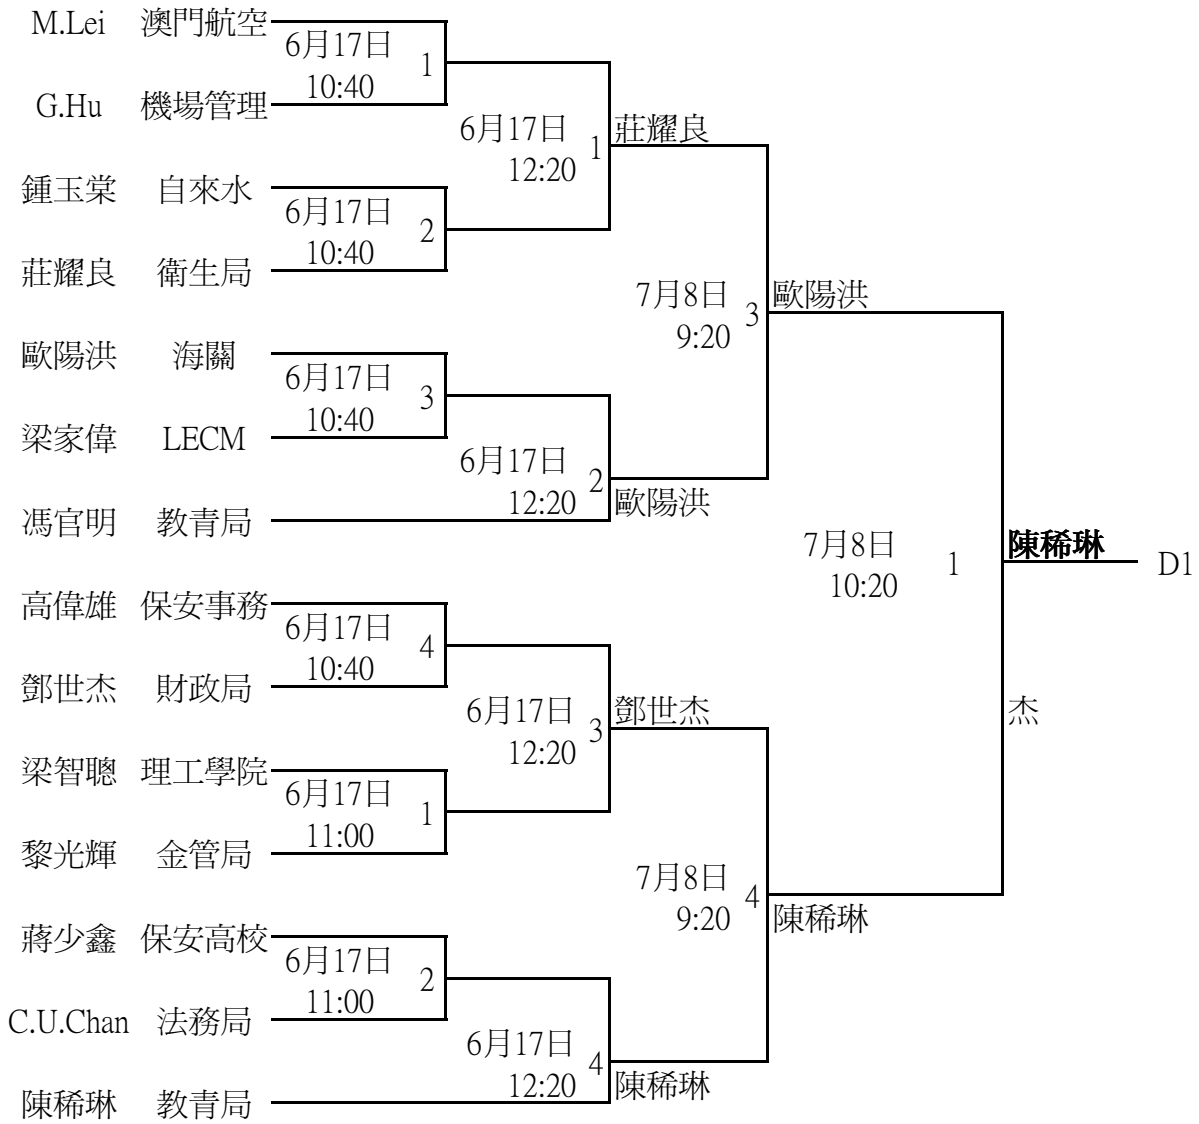 M.Lei 澳門航空
6月17日
10:40
1
G.Hu 機場管理
6月17日
12:20
1
莊耀良
鍾玉棠 自來水
6月17日
10:40
2
莊耀良 衛生局
7月8日
9:20
3
歐陽洪
歐陽洪 海關
6月17日
10:40
3
梁家偉 LECM
6月17日
12:20
2
歐陽洪
馮官明 教青局
7月8日
10:20
1
陳稀琳
D1
高偉雄 保安事務
6月17日
10:40
4
鄧世杰 財政局
6月17日
12:20
3
鄧世杰
杰
梁智聰 理工學院
6月17日
11:00
1
黎光輝 金管局
7月8日
9:20
4
陳稀琳
蔣少鑫 保安高校
6月17日
11:00
2
C.U.Chan 法務局
6月17日
12:20
4
陳稀琳
陳稀琳 教青局